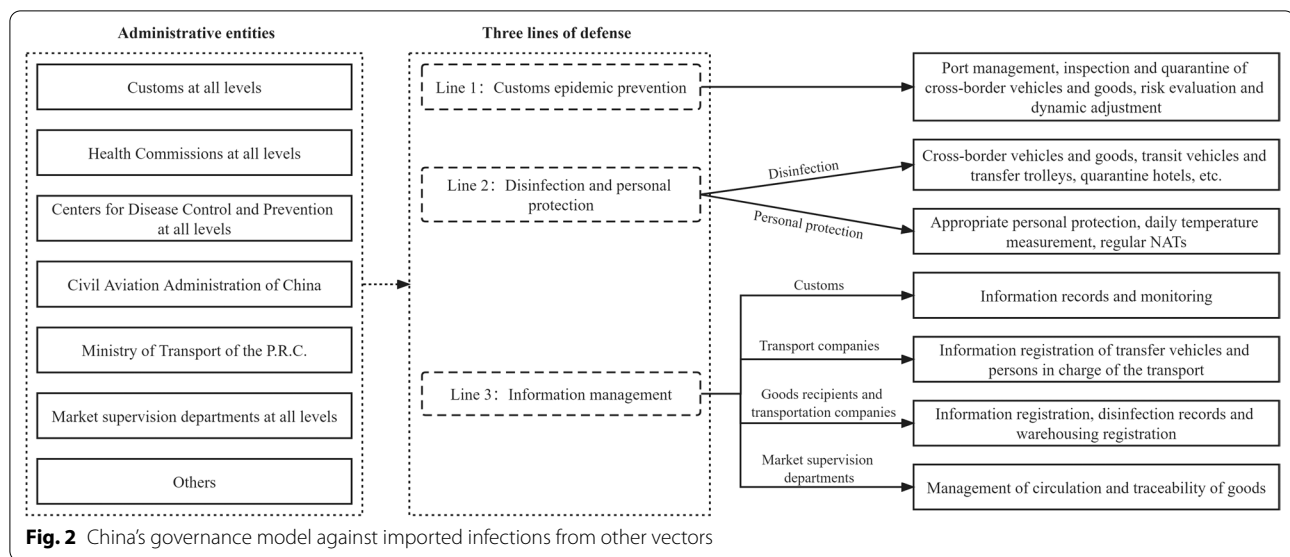 Administrative entities
Customs at all levels
Health Commissions at all levels
Centers for Disease Control and Prevention
at all levels
Civil Aviation Administration of China
Ministry of Transport of the P.R.C.
Market supervision departments at all levels
Others
Three lines of defense
Line 1：Customs epidemic prevention
Line 2：Disinfection and personal
protection
Line 3：Information management
Port management, inspection and quarantine of
cross-border vehicles and goods, risk evaluation and
dynamic adjustment
Disinfection
Cross-border vehicles and goods, transit vehicles and
transfer trolleys, quarantine hotels, etc.
Personal protection
Appropriate personal protection, daily temperature
measurement, regular NATs
Customs
Information records and monitoring
Transport companies
Information registration of transfer vehicles and
persons in charge of the transport
Goods recipients and
transportation companies
Information registration, disinfection records and
warehousing registration
Market supervision
departments
Management of circulation and traceability of goods
Fig. 2 China's governance model against imported infections from other vectors